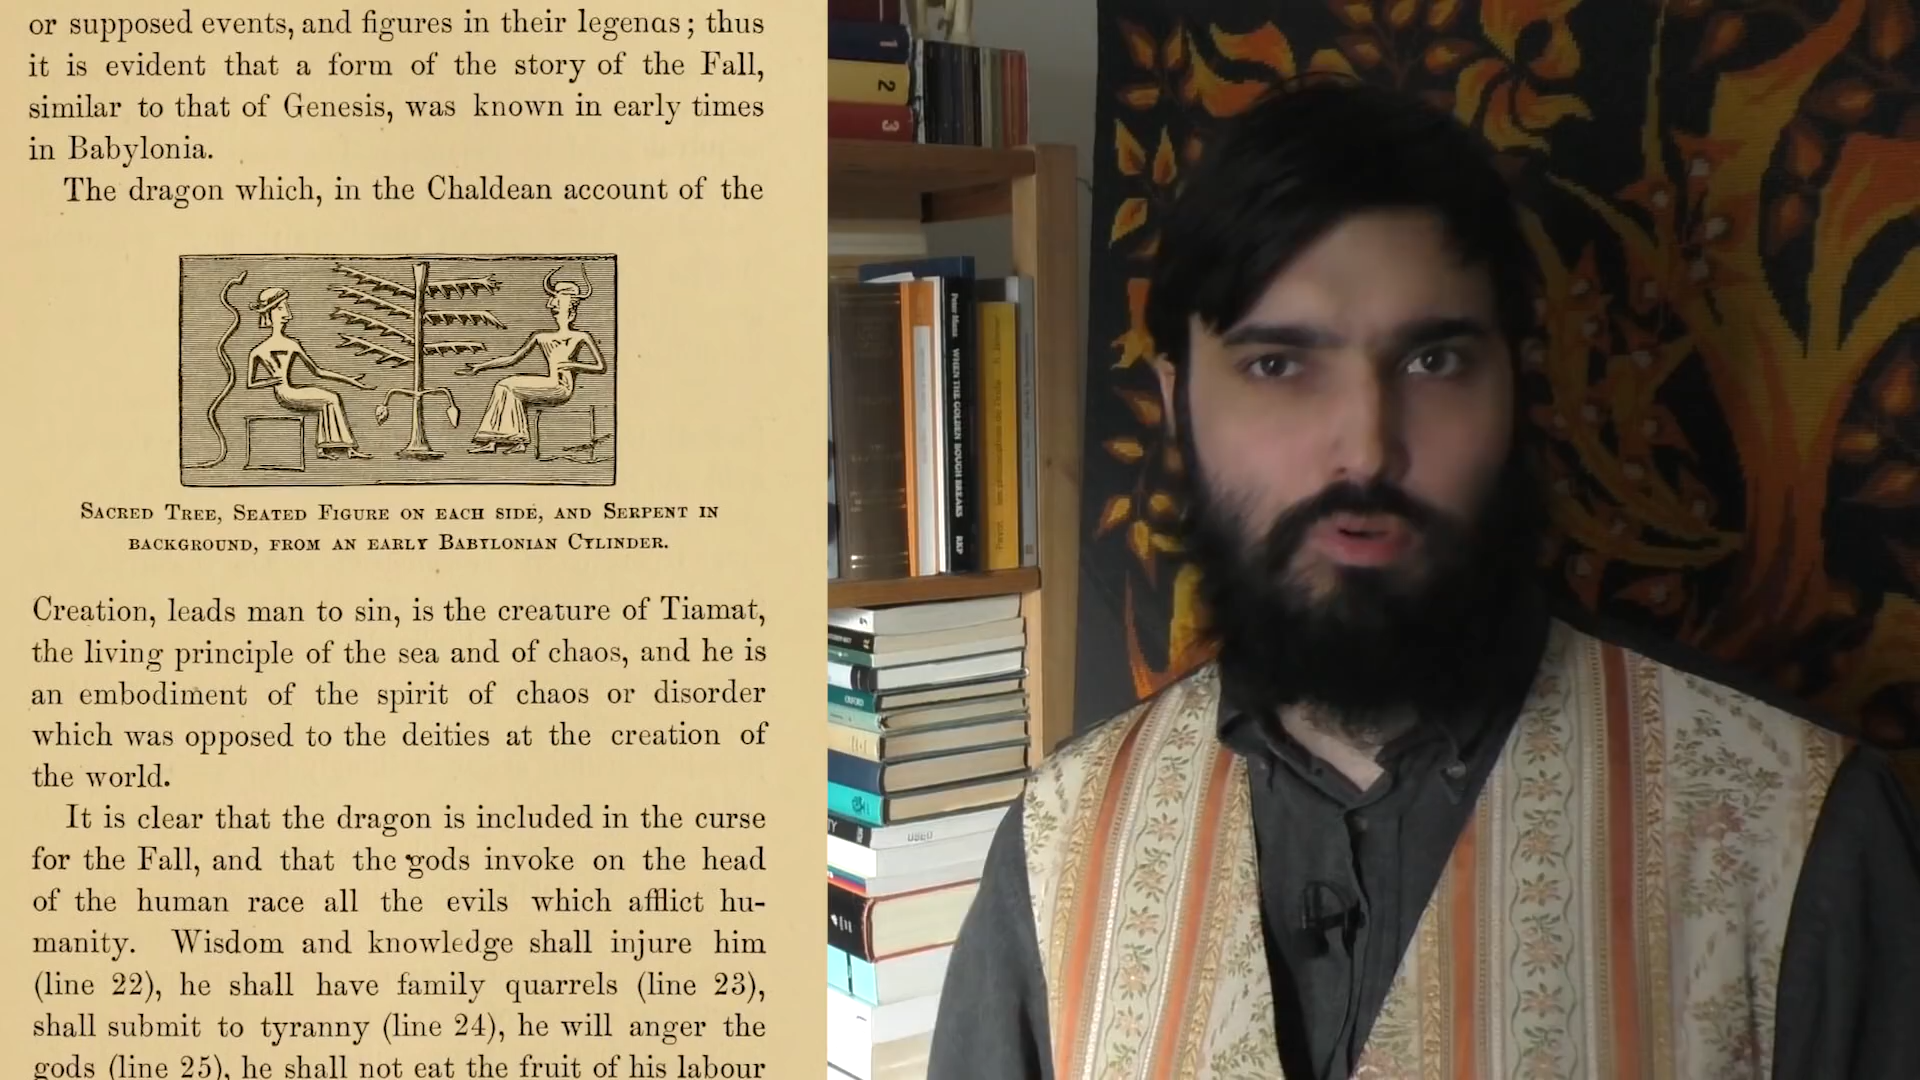 or supposed events, and figures in their legends; thus
it is evident that a form of the story of the Fall,
similar to that of Genesis, was known in early times
in Babylonia.
The dragon which, in the Chaldean account of the
Sacred Tree, Seated Figure on each side, and Serpent in
background, from an early Babylonian Cylinder.
Creation, leads man to sin, is the creature of Tiamat,
the living principle of the sea and of chaos, and he is
an embodiment of the spirit of chaos or disorder
which was opposed to the deities at the creation of
the world.
It is clear that the dragon is included in the curse
for the Fall, and that the gods invoke on the head
of the human race all the evils which afflict hu-
manity. Wisdom and knowledge shall injure him
(line 22), he shall have family quarrels (line 23),
shall submit to tyranny (line 24), he will anger the
gods (line 25), he shall not eat the fruit of his labour
1
2
3
Peter Munz WHEN THE GOLDEN BOUGH BREAKS RKP
Payot
OXFORD
USED